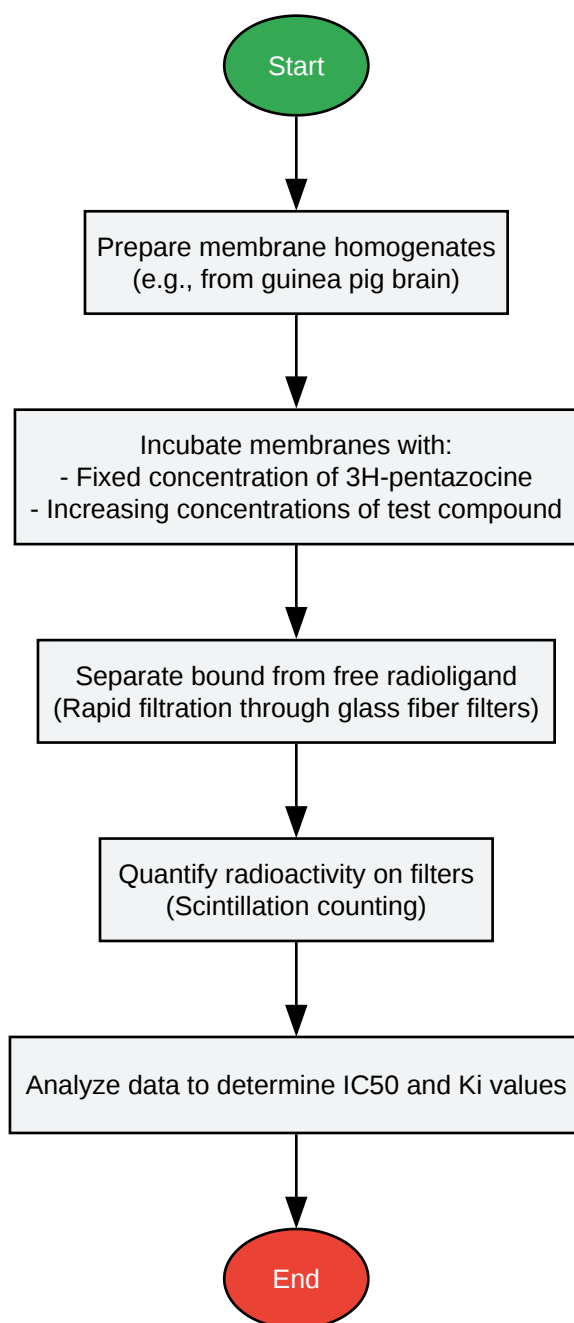 Start
Prepare membrane homogenates
(e.g., from guinea pig brain)
Incubate membranes with:
- Fixed concentration of 3H-pentazocine
- Increasing concentrations of test compound
Separate bound from free radioligand
(Rapid filtration through glass fiber filters)
Quantify radioactivity on filters
(Scintillation counting)
Analyze data to determine IC50 and Ki values
End